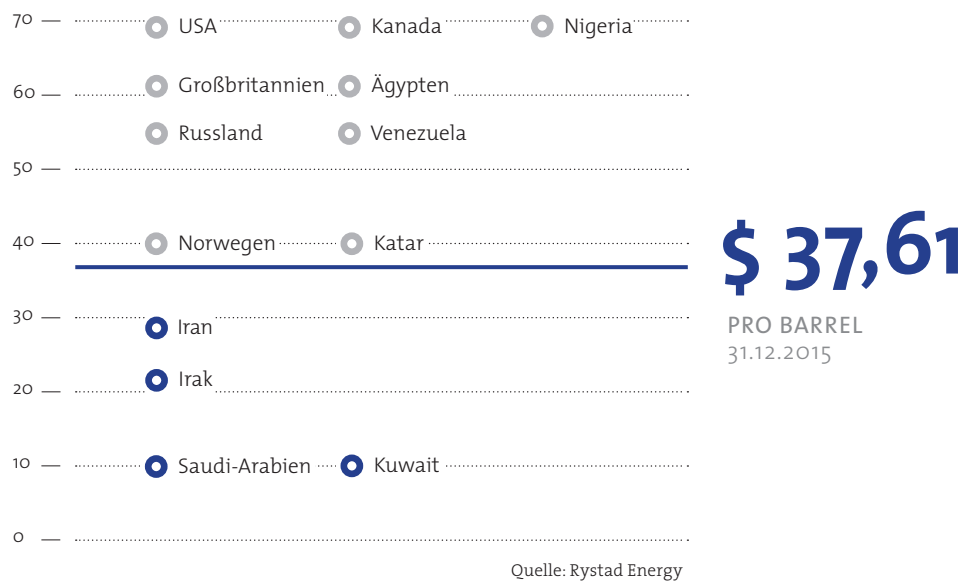 70
USA
Kanada
Nigeria
60
Großbritannien
Ägypten
Russland
Venezuela
50
40
Norwegen
Katar
$ 37,61
30
Iran
PRO BARREL
31.12.2015
20
Irak
10
Saudi-Arabien
Kuwait
0
Quelle: Rystad Energy